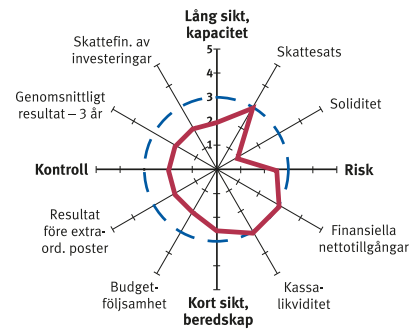 Lång sikt,
kapacitet
Skattefin. av
investeringar
Skattesats
5
4
3
2
1
Genomsnittligt
resultat – 3 år
Soliditet
Kontroll
Risk
Resultat
före extra-
ord. poster
Finansiella
nettotillgångar
Budget-
följsamhet
Kassa-
likviditet
Kort sikt,
beredskap